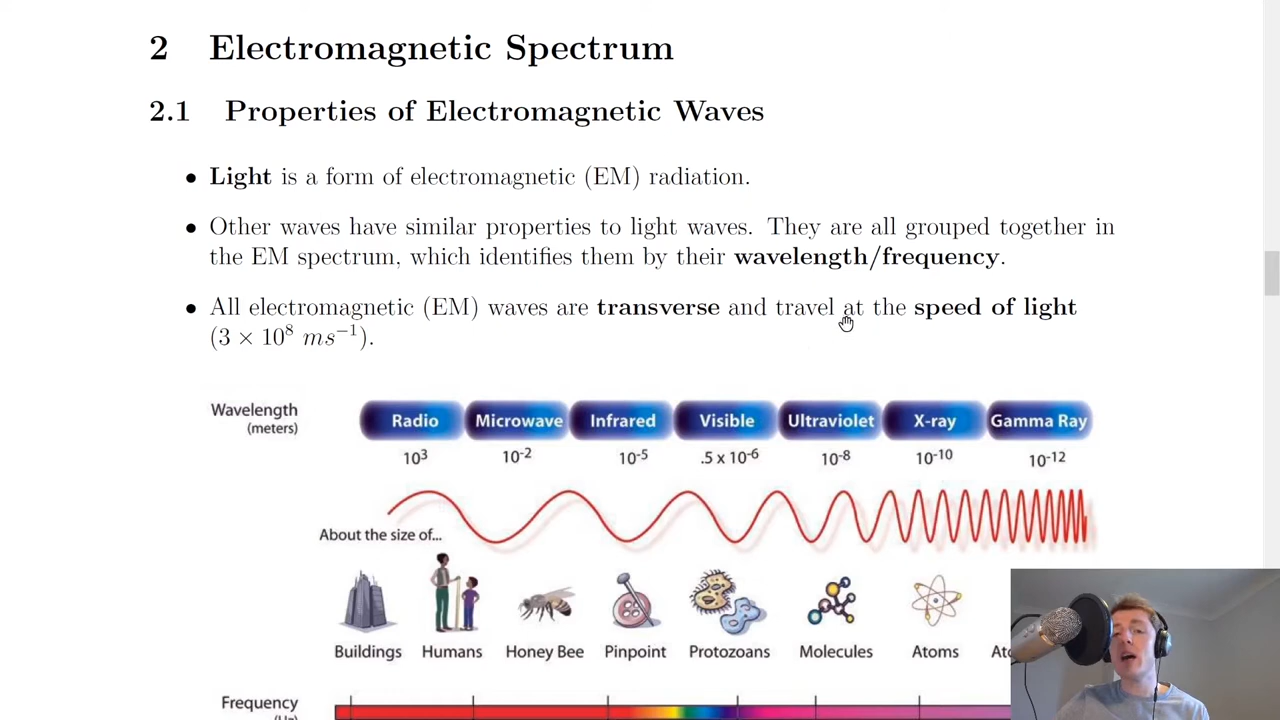 2 Electromagnetic Spectrum
2.1 Properties of Electromagnetic Waves
• Light is a form of electromagnetic (EM) radiation.
• Other waves have similar properties to light waves. They are all grouped together in
the EM spectrum, which identifies them by their wavelength/frequency.
• All electromagnetic (EM) waves are transverse and travel at the speed of light
(3 × 10⁸ ms⁻¹).
Wavelength
(meters)
Radio Microwave Infrared Visible Ultraviolet X-ray Gamma Ray
10³ 10⁻² 10⁻⁵ .5 x 10⁻⁶ 10⁻⁸ 10⁻¹⁰ 10⁻¹²
About the size of...
Buildings Humans Honey Bee Pinpoint Protozoans Molecules Atoms
Frequency